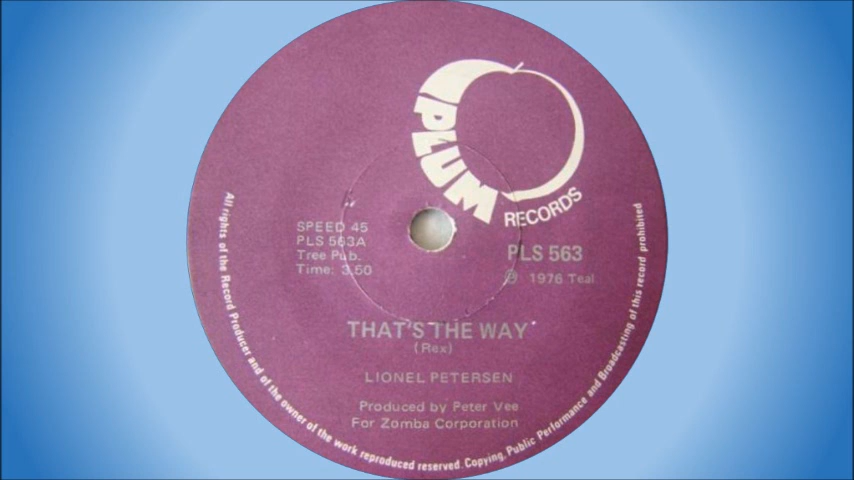 PLUM
RECORDS
SPEED 45
PLS 563A
Tree Pub.
Time: 3.50
PLS 563
℗ 1976 Teal
THAT'S THE WAY
(Rex)
LIONEL PETERSEN
Produced by Peter Vee
For Zomba Corporation
All rights of the Record Producer and of the owner of the work reproduced reserved. Copying, Public Performance and Broadcasting of this record prohibited